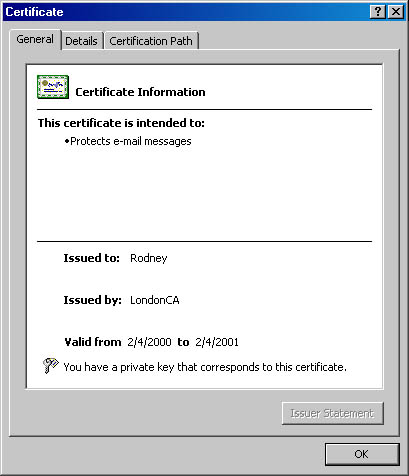 Certificate
General Details Certification Path
Certificate Information
This certificate is intended to:
•Protects e-mail messages
Issued to: Rodney
Issued by: LondonCA
Valid from 2/4/2000 to 2/4/2001
You have a private key that corresponds to this certificate.
Issuer Statement
OK